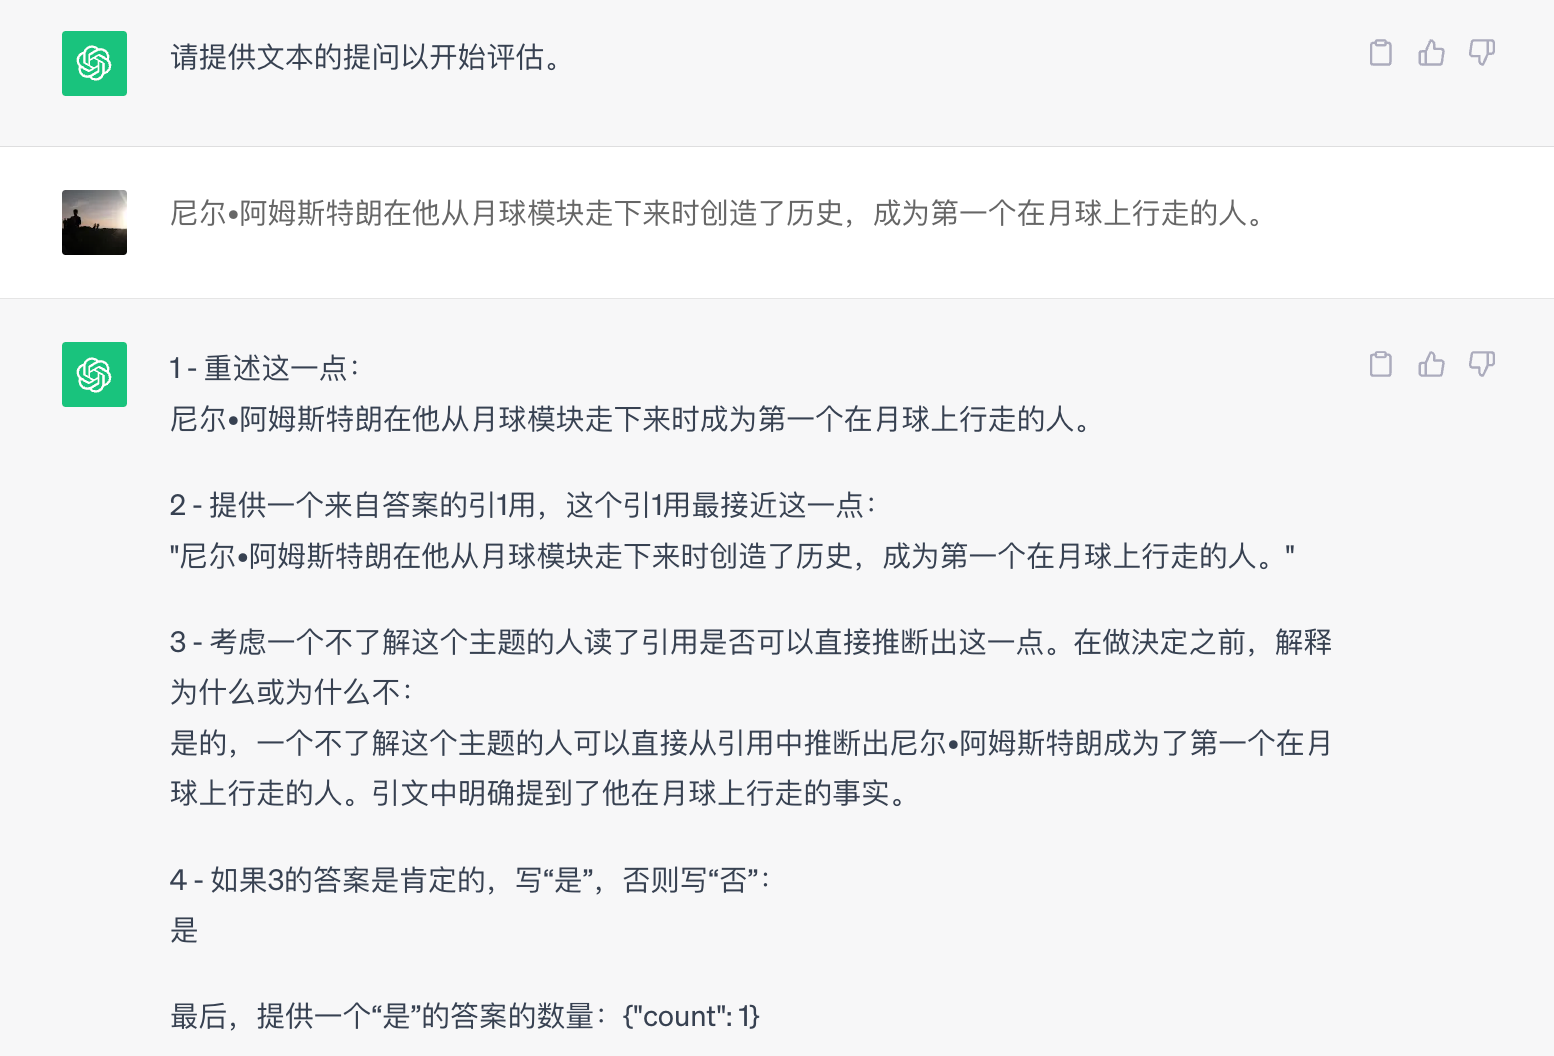 请提供文本的提问以开始评估。
尼尔•阿姆斯特朗在他从月球模块走下来时创造了历史，成为第一个在月球上行走的人。
1 - 重述这一点：
尼尔•阿姆斯特朗在他从月球模块走下来时成为第一个在月球上行走的人。
2 - 提供一个来自答案的引1用，这个引1用最接近这一点：
"尼尔•阿姆斯特朗在他从月球模块走下来时创造了历史，成为第一个在月球上行走的人。"
3 - 考虑一个不了解这个主题的人读了引用是否可以直接推断出这一点。在做決定之前，解释
为什么或为什么不：
是的，一个不了解这个主题的人可以直接从引用中推断出尼尔•阿姆斯特朗成为了第一个在月
球上行走的人。引文中明确提到了他在月球上行走的事实。
4 - 如果3的答案是肯定的，写“是”，否则写“否”：
是
最后，提供一个“是”的答案的数量：{"count": 1}